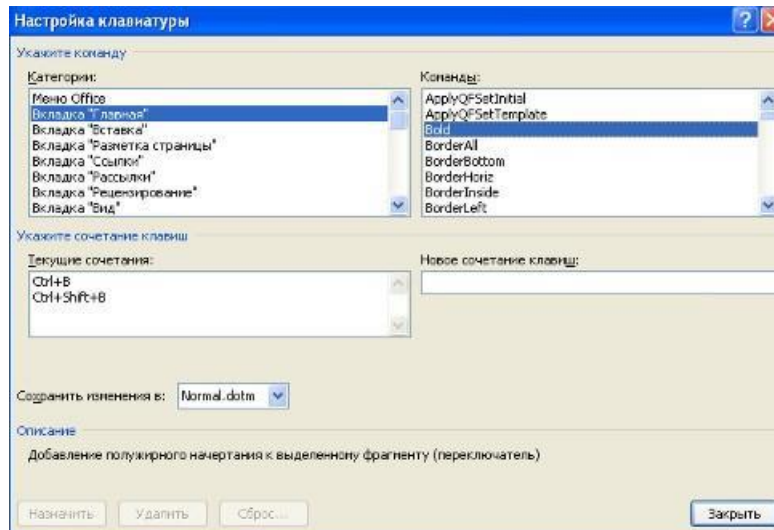 Настройка клавиатуры
Укажите команду
Категории:
Меню Office
Вкладка "Главная"
Вкладка "Вставка"
Вкладка "Разметка страницы"
Вкладка "Ссылки"
Вкладка "Рассылки"
Вкладка "Рецензирование"
Вкладка "Вид"
Команды:
ApplyQFSetInitial
ApplyQFSetTemplate
Bold
BorderAll
BorderBottom
BorderHoriz
BorderInside
BorderLeft
Укажите сочетание клавиш
Текущие сочетания:
Ctrl+B
Ctrl+Shift+B
Новое сочетание клавиш:
Сохранить изменения в: Normal.dotm
Описание
Добавление полужирного начертания к выделенному фрагменту (переключатель)
Назначить Удалить Сброс... Закрыть